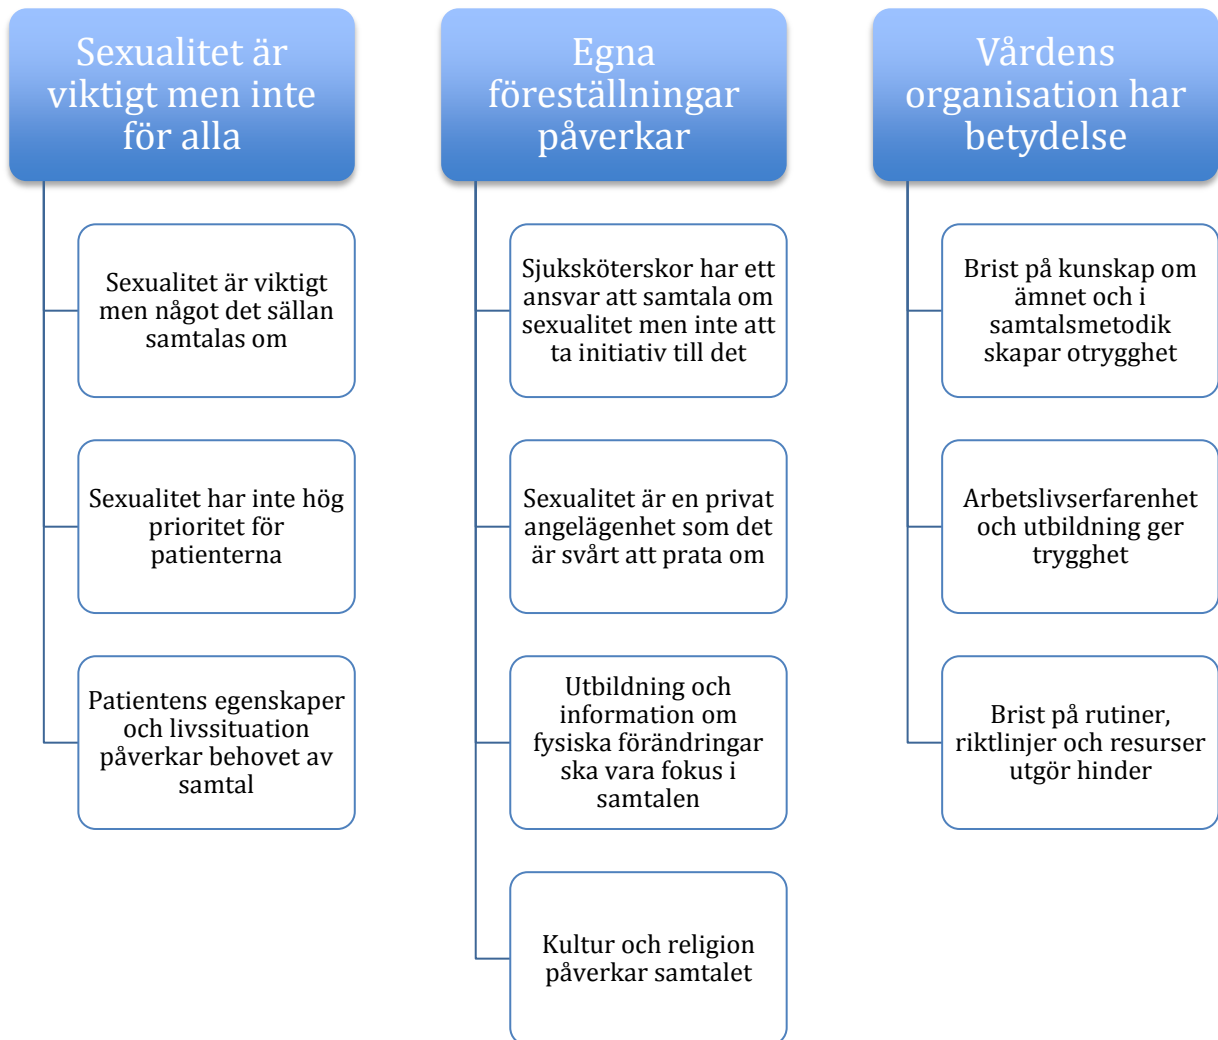 Sexualitet är
viktigt men inte
för alla
Sexualitet är viktigt
men något det sällan
samtalas om
Sexualitet har inte hög
prioritet för
patienterna
Patientens egenskaper
och livssituation
påverkar behovet av
samtal
Egna
föreställningar
påverkar
Sjuksköterskor har ett
ansvar att samtala om
sexualitet men inte att
ta initiativ till det
Sexualitet är en privat
angelägenhet som det
är svårt att prata om
Utbildning och
information om
fysiska förändringar
ska vara fokus i
samtalen
Kultur och religion
påverkar samtalet
Vårdens
organisation har
betydelse
Brist på kunskap om
ämnet och i
samtalsmetodik
skapar otrygghet
Arbetslivserfarenhet
och utbildning ger
trygghet
Brist på rutiner,
riktlinjer och resurser
utgör hinder